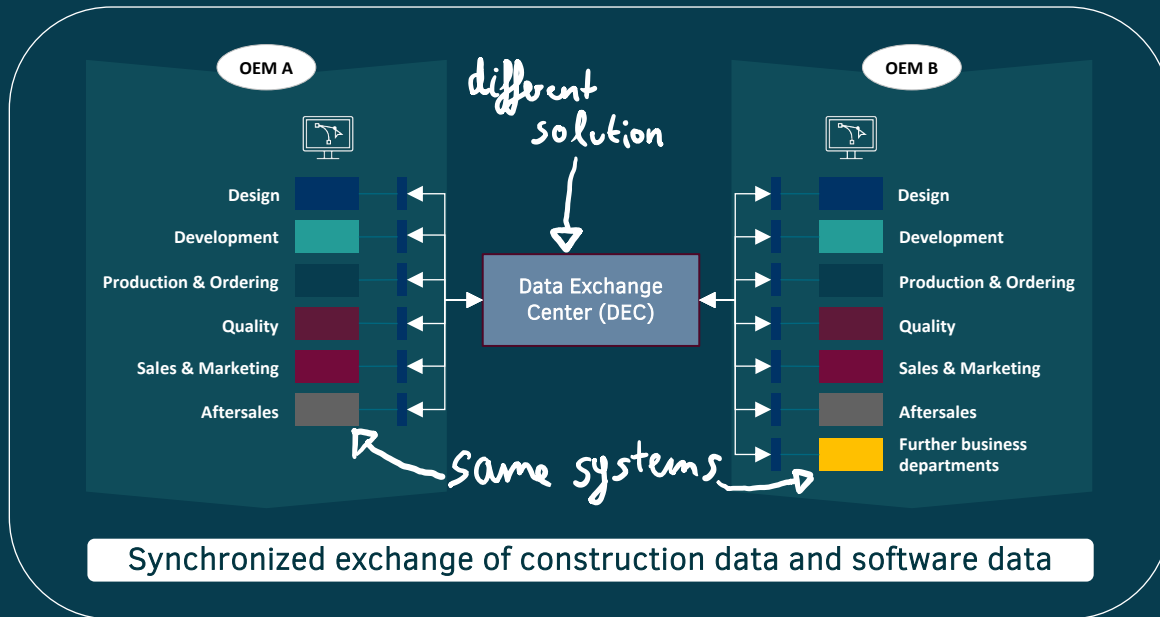 OEM A
OEM B
different
solution
Design
Development
Production & Ordering
Quality
Sales & Marketing
Aftersales
Data Exchange
Center (DEC)
Design
Development
Production & Ordering
Quality
Sales & Marketing
Aftersales
Further business
departments
same systems
Synchronized exchange of construction data and software data